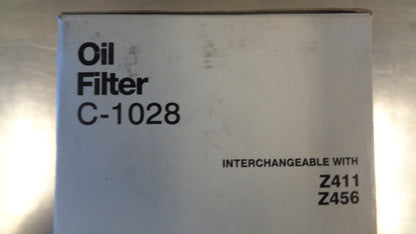 Oil
Filter
C-1028
INTERCHANGEABLE WITH
Z411
Z456